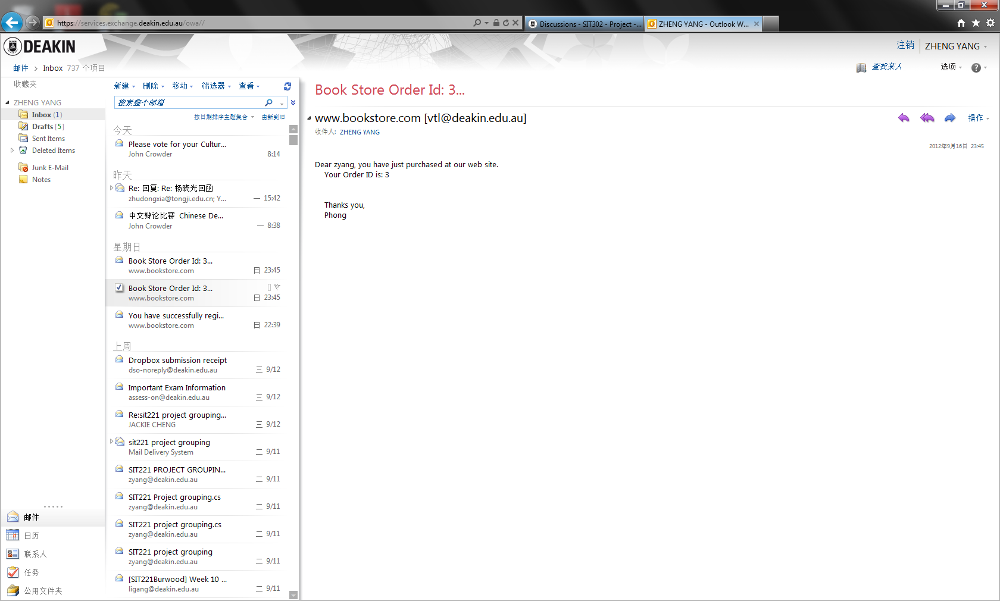 https://services.exchange.deakin.edu.au/owa//
Discussions - SIT302 - Project -...
ZHENG YANG - Outlook W...
DEAKIN
注销
ZHENG YANG
邮件 > Inbox 737 个项目
查找某人
选项
收藏夹
ZHENG YANG
Inbox (1)
Drafts [5]
Sent Items
Deleted Items
Junk E-Mail
Notes
邮件
日历
联系人
任务
公用文件夹
新建 删除 移动 筛选器 查看
搜索整个邮箱
按日期排序主题集合 由新到旧
今天
Please vote for your Cultur...
John Crowder 8:14
昨天
Re: 回复: Re: 杨晓光回函
zhudongxia@tongji.edu.cn; Y... 一 15:42
中文辩论比赛 Chinese De...
John Crowder 一 8:38
星期日
Book Store Order Id: 3...
www.bookstore.com 日 23:45
Book Store Order Id: 3...
www.bookstore.com 日 23:45
You have successfully regi...
www.bookstore.com 日 22:39
上周
Dropbox submission receipt
dso-noreply@deakin.edu.au 三 9/12
Important Exam Information
assess-on@deakin.edu.au 三 9/12
Re:sit221 project grouping...
JACKIE CHENG 三 9/12
sit221 project grouping
Mail Delivery System 二 9/11
SIT221 PROJECT GROUPIN...
zyang@deakin.edu.au 二 9/11
SIT221 Project grouping.cs
zyang@deakin.edu.au 二 9/11
SIT221 project grouping.cs
zyang@deakin.edu.au 二 9/11
SIT221 project grouping
zyang@deakin.edu.au 二 9/11
[SIT221Burwood] Week 10 ...
ligang@deakin.edu.au 二 9/11
Book Store Order Id: 3...
www.bookstore.com [vtl@deakin.edu.au]
操作
收件人: ZHENG YANG
2012年9月16日 23:45
Dear zyang, you have just purchased at our web site.
Your Order ID is: 3
Thanks you,
Phong